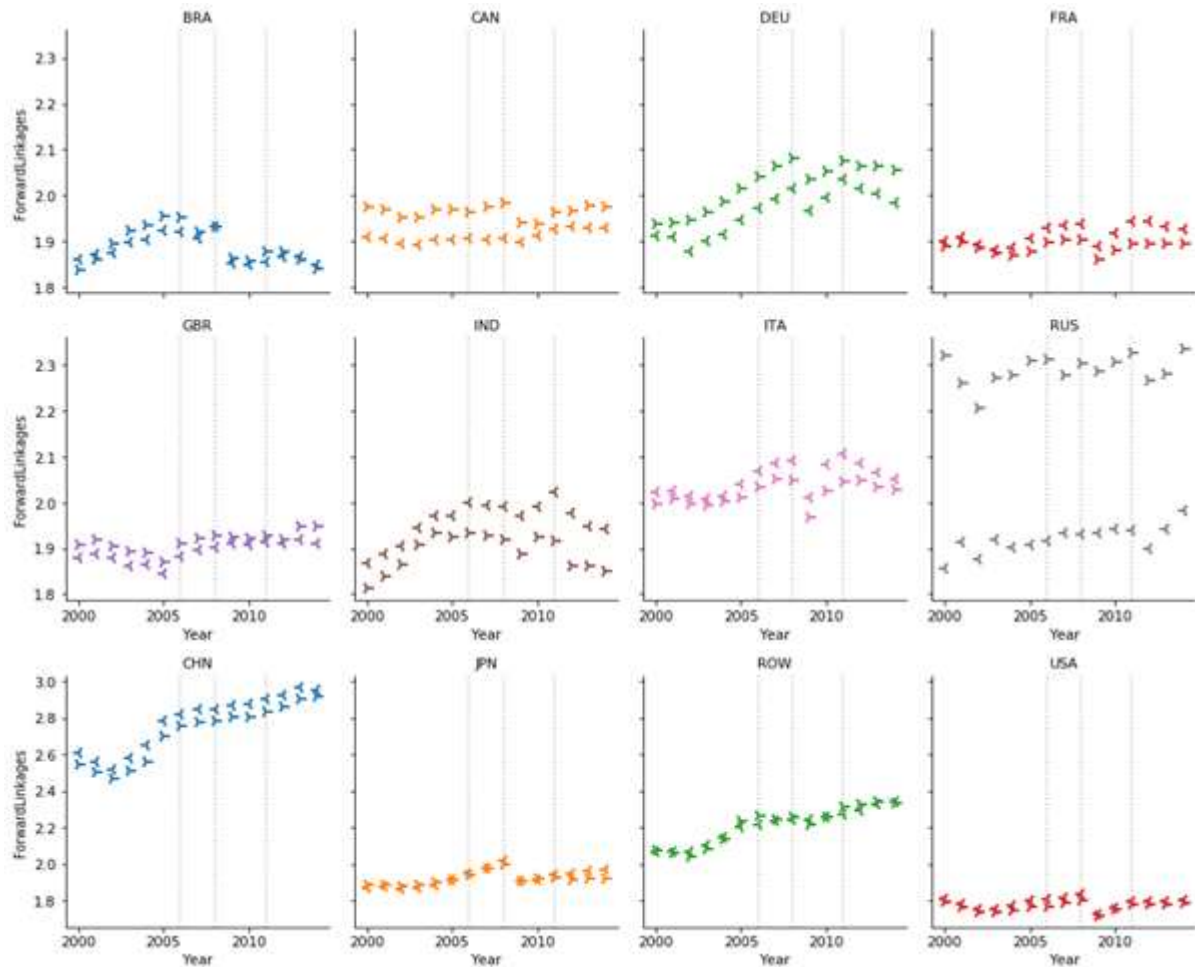 BRA CAN DEU FRA
2.3
2.2
2.1
2.0
1.9
1.8
ForwardLinkages
GBR IND ITA RUS
2.3
2.2
2.1
2.0
1.9
1.8
ForwardLinkages
2000 2005 2010 2000 2005 2010 2000 2005 2010 2000 2005 2010
Year Year Year Year
CHN JPN ROW USA
3.0
2.8
2.6
2.4
2.2
2.0
1.8
ForwardLinkages
2000 2005 2010 2000 2005 2010 2000 2005 2010 2000 2005 2010
Year Year Year Year